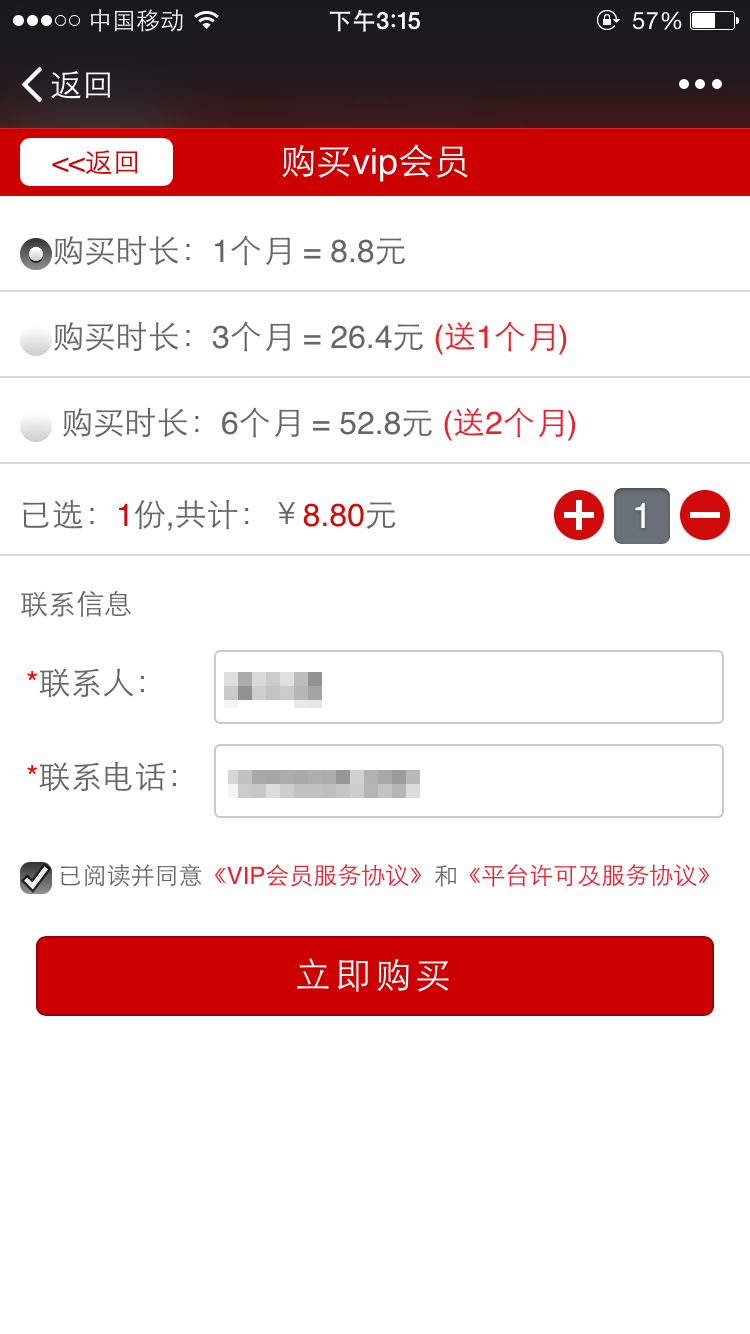 中国移动 下午3:15 57%
返回
<<返回 购买vip会员
购买时长：1个月＝8.8元
购买时长：3个月＝26.4元 (送1个月)
购买时长：6个月＝52.8元 (送2个月)
已选：1份,共计：￥8.80元 1
联系信息
*联系人：
*联系电话：
已阅读并同意《VIP会员服务协议》和《平台许可及服务协议》
立即购买